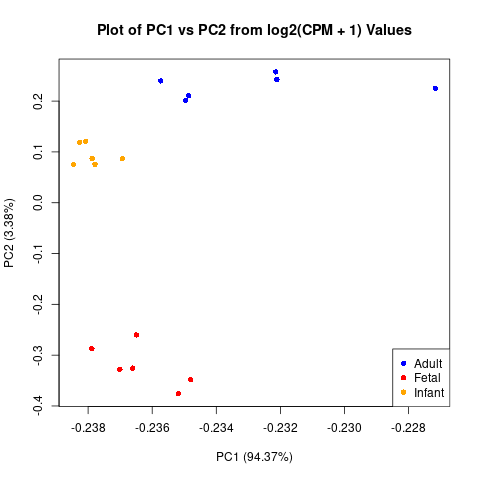 Plot of PC1 vs PC2 from log2(CPM + 1) Values
PC2 (3.38%)
0.2
0.1
0.0
-0.1
-0.2
-0.3
-0.4
Adult
Fetal
Infant
-0.238 -0.236 -0.234 -0.232 -0.230 -0.228
PC1 (94.37%)